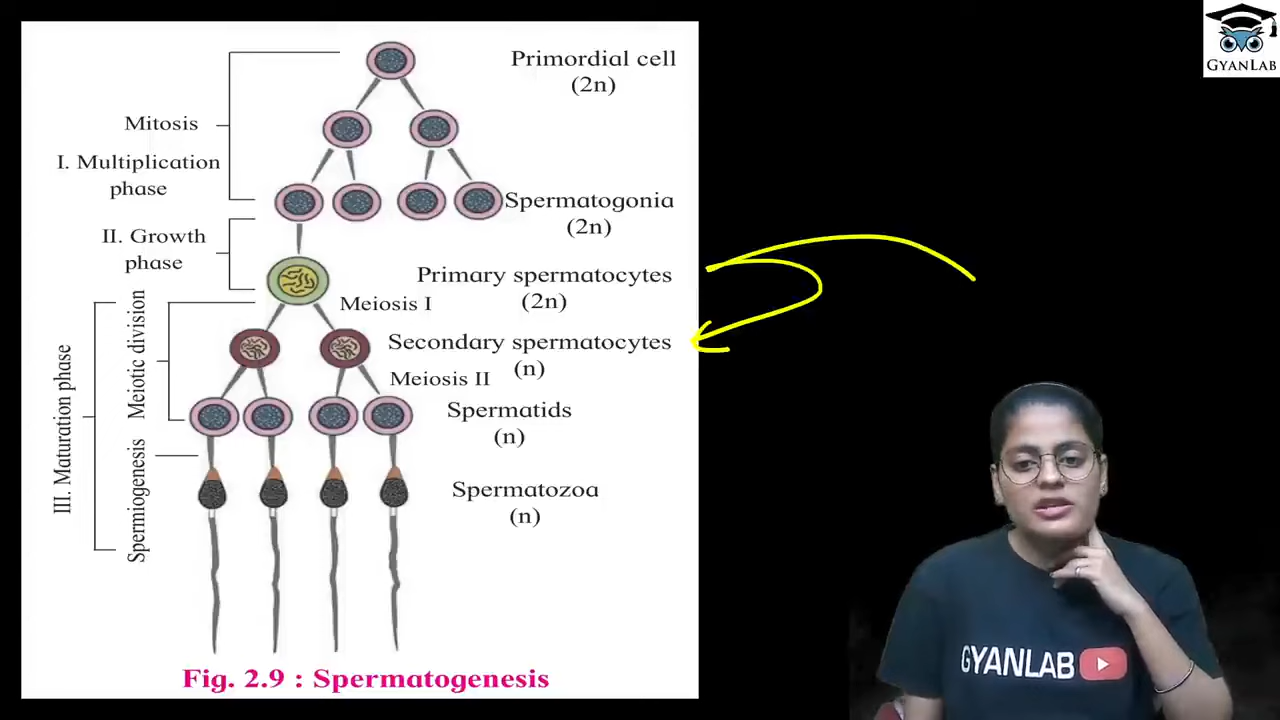 GYANLAB
Primordial cell
(2n)
Mitosis
I. Multiplication
phase
Spermatogonia
(2n)
II. Growth
phase
Primary spermatocytes
(2n)
Meiosis I
Secondary spermatocytes
(n)
Meiosis II
Spermatids
(n)
Spermatozoa
(n)
III. Maturation phase
Meiotic division
Spermiogenesis
Fig. 2.9 : Spermatogenesis
GYANLAB